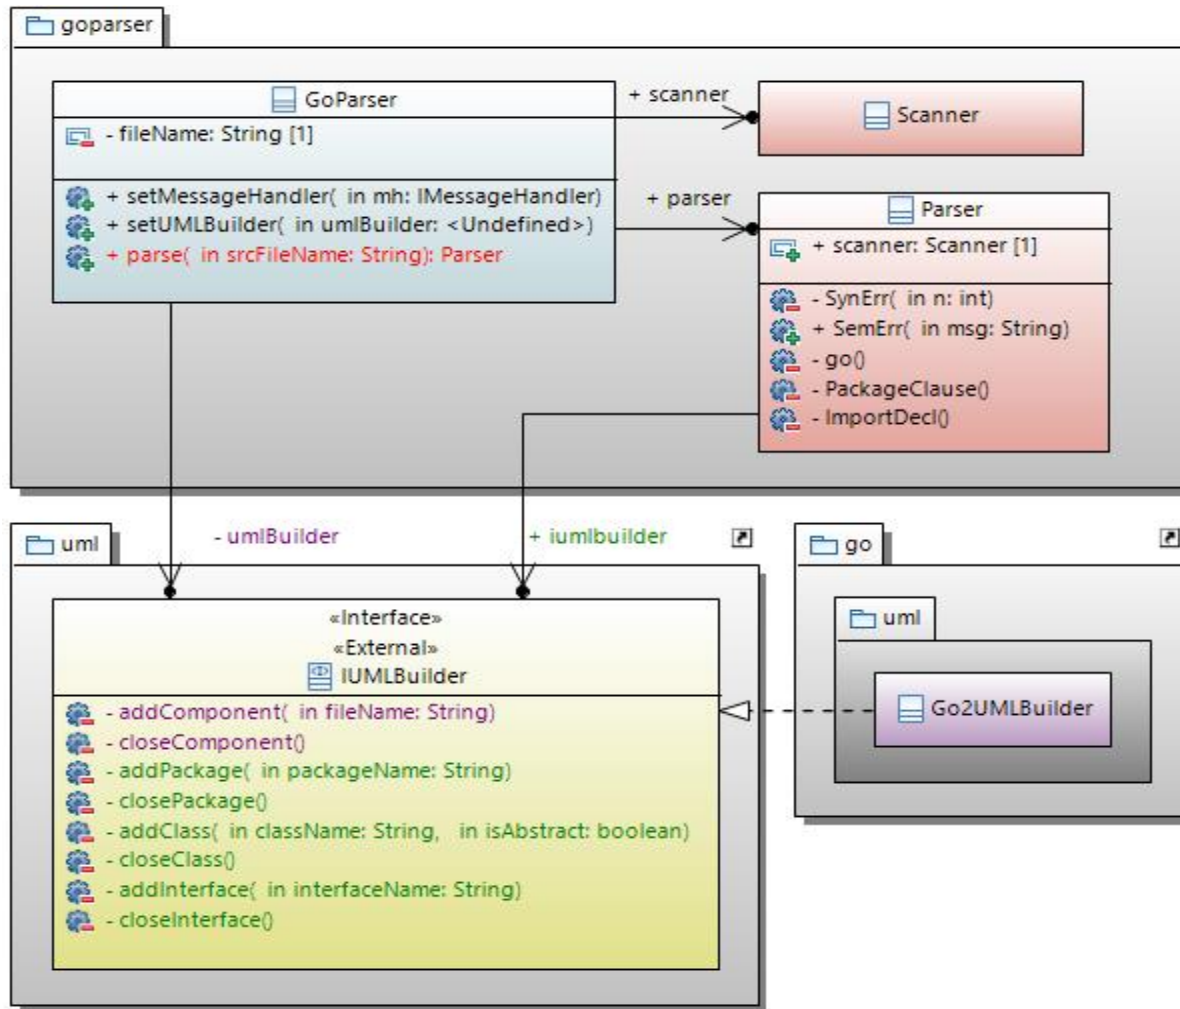 goparser
GoParser
- fileName: String [1]
+ setMessageHandler( in mh: IMessageHandler)
+ setUMLBuilder( in umlBuilder: <Undefined>)
+ parse( in srcFileName: String): Parser
+ scanner
Scanner
+ parser
Parser
+ scanner: Scanner [1]
- SynErr( in n: int)
+ SemErr( in msg: String)
- go()
- PackageClause()
- ImportDecl()
uml
- umlBuilder
+ iumlbuilder
«Interface»
«External»
IUMLBuilder
- addComponent( in fileName: String)
- closeComponent()
- addPackage( in packageName: String)
- closePackage()
- addClass( in className: String, in isAbstract: boolean)
- closeClass()
- addInterface( in interfaceName: String)
- closeInterface()
go
uml
Go2UMLBuilder